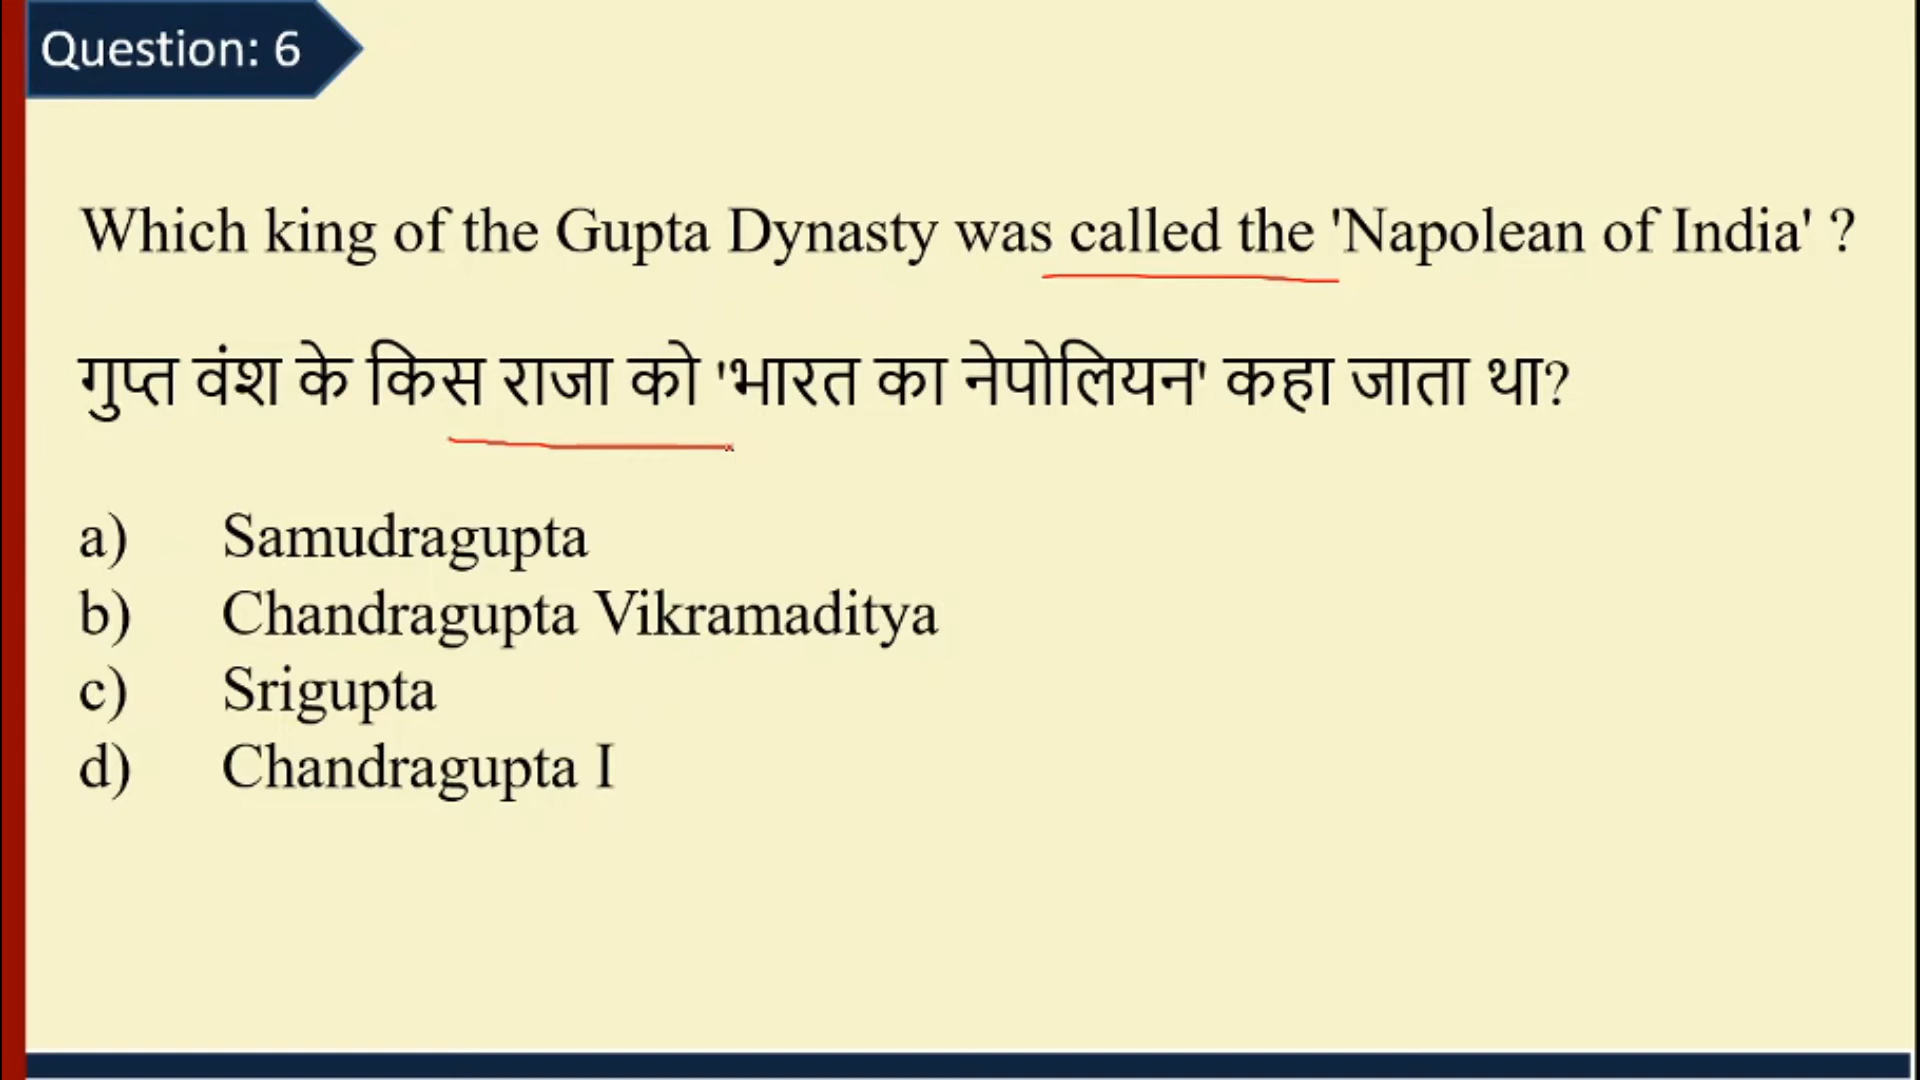 Question: 6
Which king of the Gupta Dynasty was called the 'Napolean of India' ?
गुप्त वंश के किस राजा को 'भारत का नेपोलियन' कहा जाता था?
a) Samudragupta
b) Chandragupta Vikramaditya
c) Srigupta
d) Chandragupta I